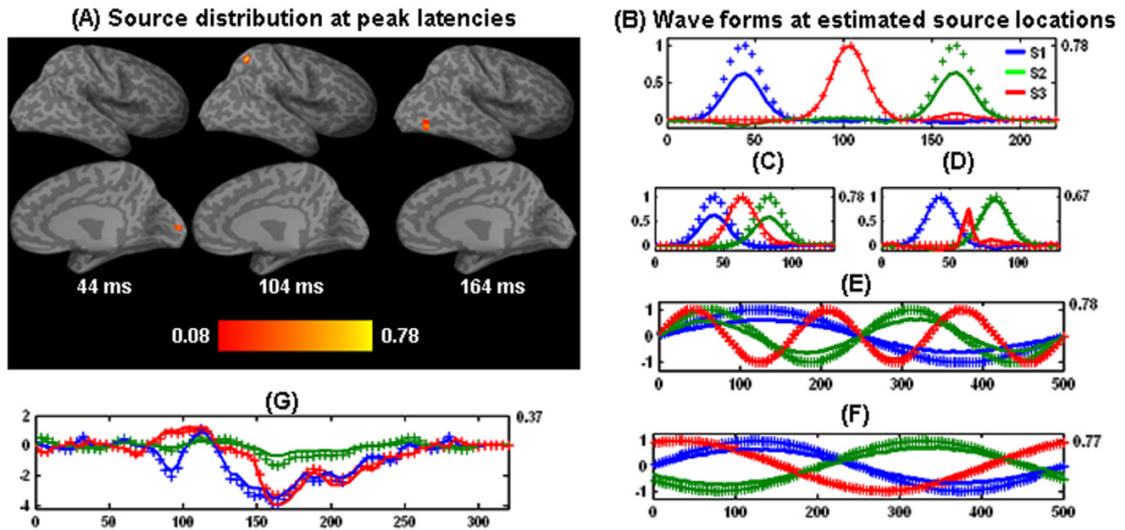 (A) Source distribution at peak latencies
44 ms 104 ms 164 ms
0.08 0.78
(B) Wave forms at estimated source locations
1
0.5
0
0 50 100 150 200
0.78
S1
S2
S3
(C)
1
0.5
0
0 50 100
0.78
(D)
1
0.5
0
0 50 100
0.67
(E)
1
0
-1
0 100 200 300 400 500
0.78
(F)
1
0
-1
0 100 200 300 400 500
0.77
(G)
2
0
-2
-4
0 50 100 150 200 250 300
0.37